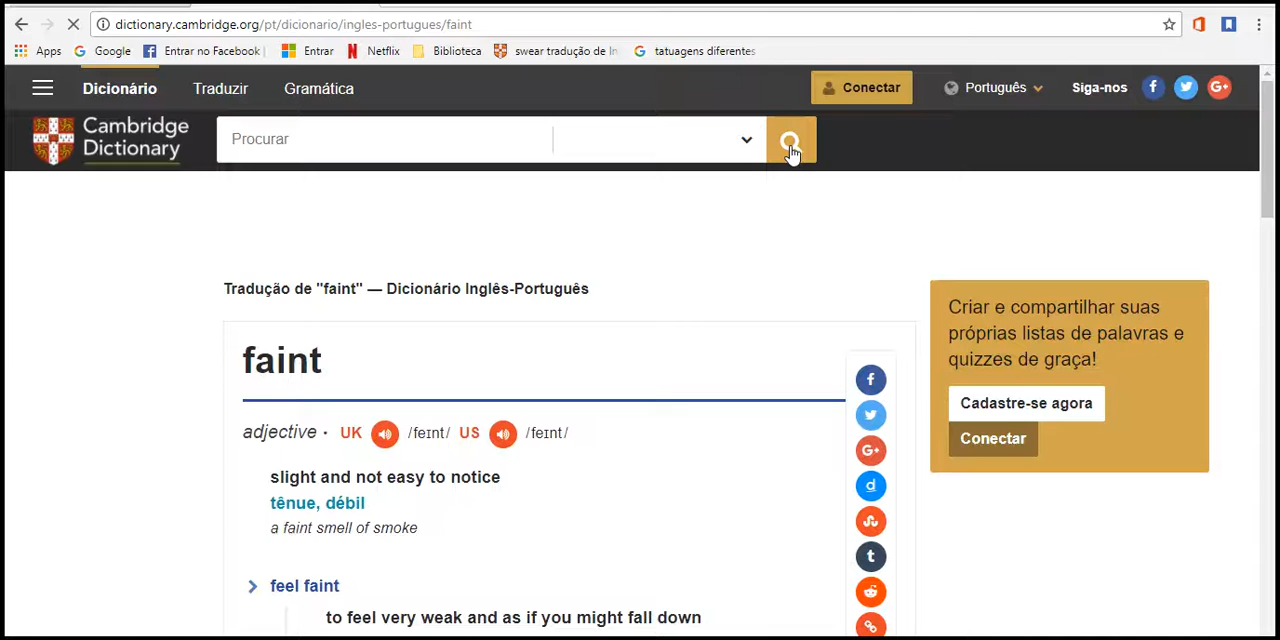 dictionary.cambridge.org/pt/dicionario/ingles-portugues/faint
Apps Google Entrar no Facebook Entrar Netflix Biblioteca swear tradução de In tatuagens diferentes
Dicionário Traduzir Gramática Conectar Português Siga-nos
Cambridge
Dictionary
Procurar
Tradução de "faint" — Dicionário Inglês-Português
faint
adjective · UK /feɪnt/ US /feɪnt/
slight and not easy to notice
tênue, débil
a faint smell of smoke
feel faint
to feel very weak and as if you might fall down
Criar e compartilhar suas
próprias listas de palavras e
quizzes de graça!
Cadastre-se agora
Conectar